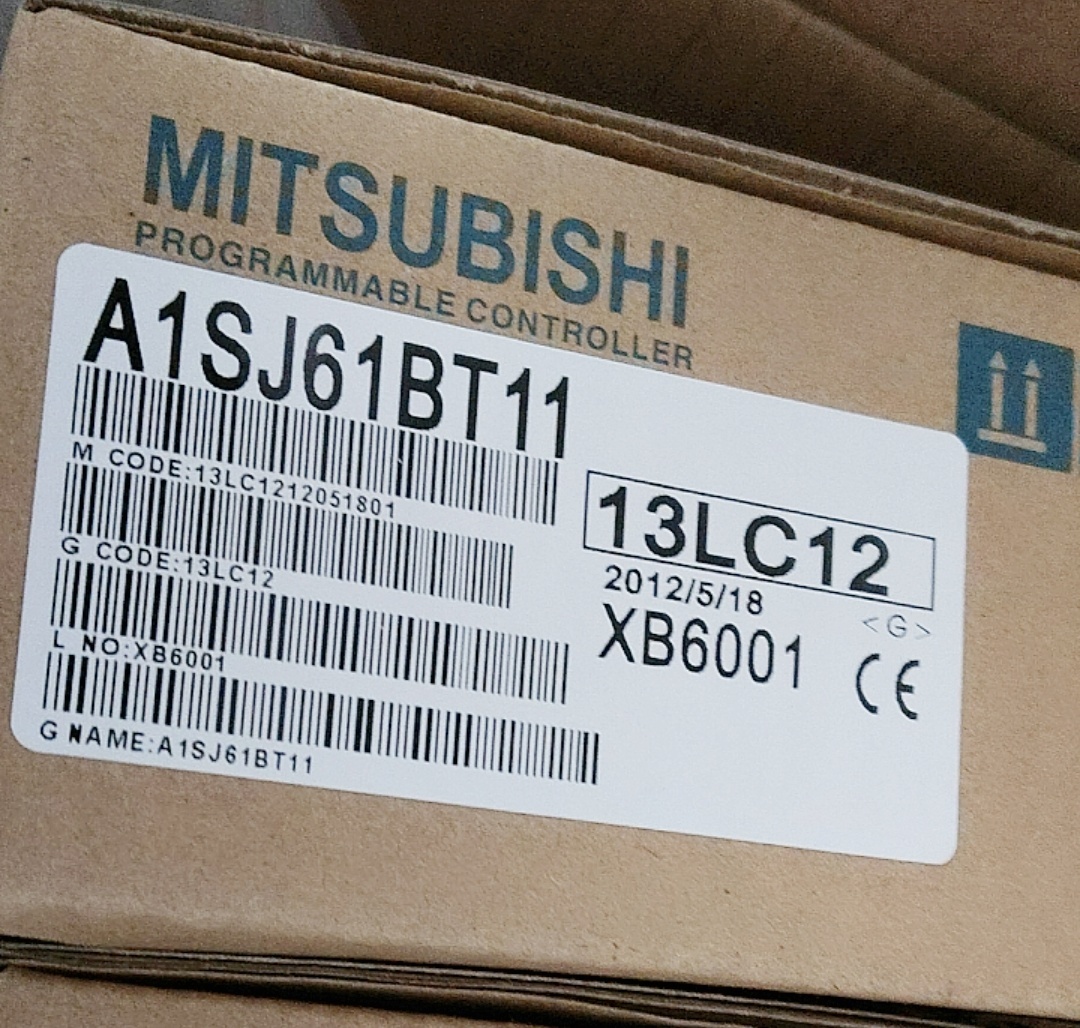 MITSUBISHI
PROGRAMMABLE CONTROLLER
A1SJ61BT11
M CODE:13LC1212051801
G CODE:13LC12
L NO:XB6001
G NAME:A1SJ61BT11
13LC12
2012/5/18
<G>
XB6001
CE